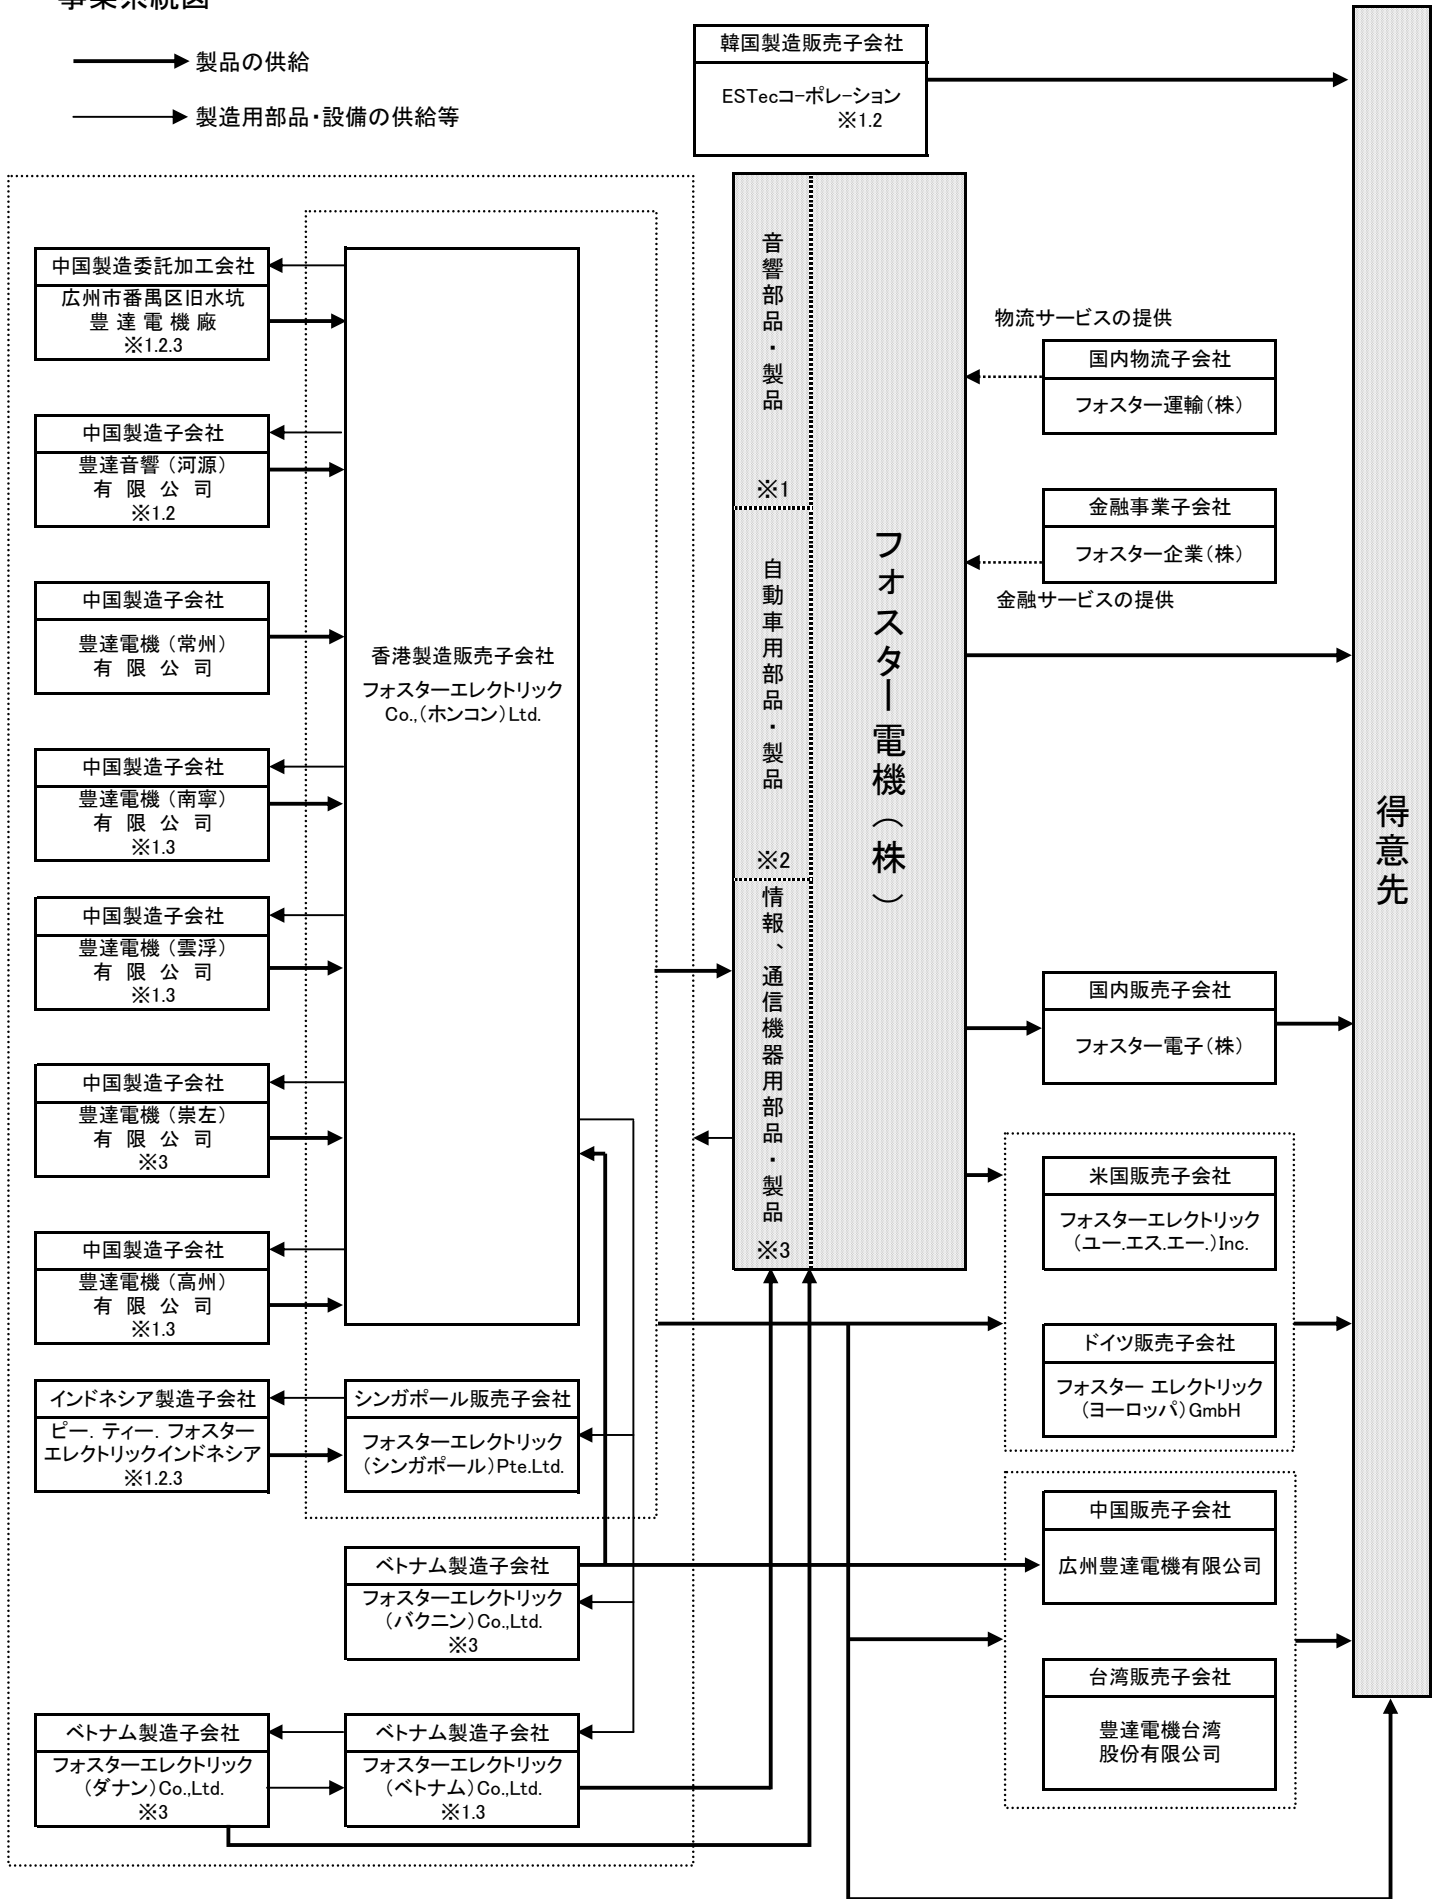 事業系統図
製品の供給
製造用部品・設備の供給等
韓国製造販売子会社
ESTecコーポレーション
※1.2
中国製造委託加工会社
広州市番禺区旧水坑
豊達電機廠
※1.2.3
中国製造子会社
豊達音響（河源）
有限公司
※1.2
中国製造子会社
豊達電機（常州）
有限公司
中国製造子会社
豊達電機（南寧）
有限公司
※1.3
中国製造子会社
豊達電機（雲浮）
有限公司
※1.3
中国製造子会社
豊達電機（崇左）
有限公司
※3
中国製造子会社
豊達電機（高州）
有限公司
※1.3
インドネシア製造子会社
ピー．ティー．フォスター
エレクトリックインドネシア
※1.2.3
香港製造販売子会社
フォスターエレクトリック
Co.,(ホンコン)Ltd.
シンガポール販売子会社
フォスターエレクトリック
(シンガポール)Pte.Ltd.
ベトナム製造子会社
フォスターエレクトリック
(バクニン)Co.,Ltd.
※3
ベトナム製造子会社
フォスターエレクトリック
(ダナン)Co.,Ltd.
※3
ベトナム製造子会社
フォスターエレクトリック
(ベトナム)Co.,Ltd.
※1.3
音響部品・製品
※1
自動車用部品・製品
※2
情報、通信機器用部品・製品
※3
フォスター電機（株）
物流サービスの提供
国内物流子会社
フォスター運輸(株)
金融事業子会社
フォスター企業(株)
金融サービスの提供
国内販売子会社
フォスター電子(株)
米国販売子会社
フォスターエレクトリック
(ユー.エス.エー.)Inc.
ドイツ販売子会社
フォスター エレクトリック
(ヨーロッパ)GmbH
中国販売子会社
広州豊達電機有限公司
台湾販売子会社
豊達電機台湾
股份有限公司
得意先